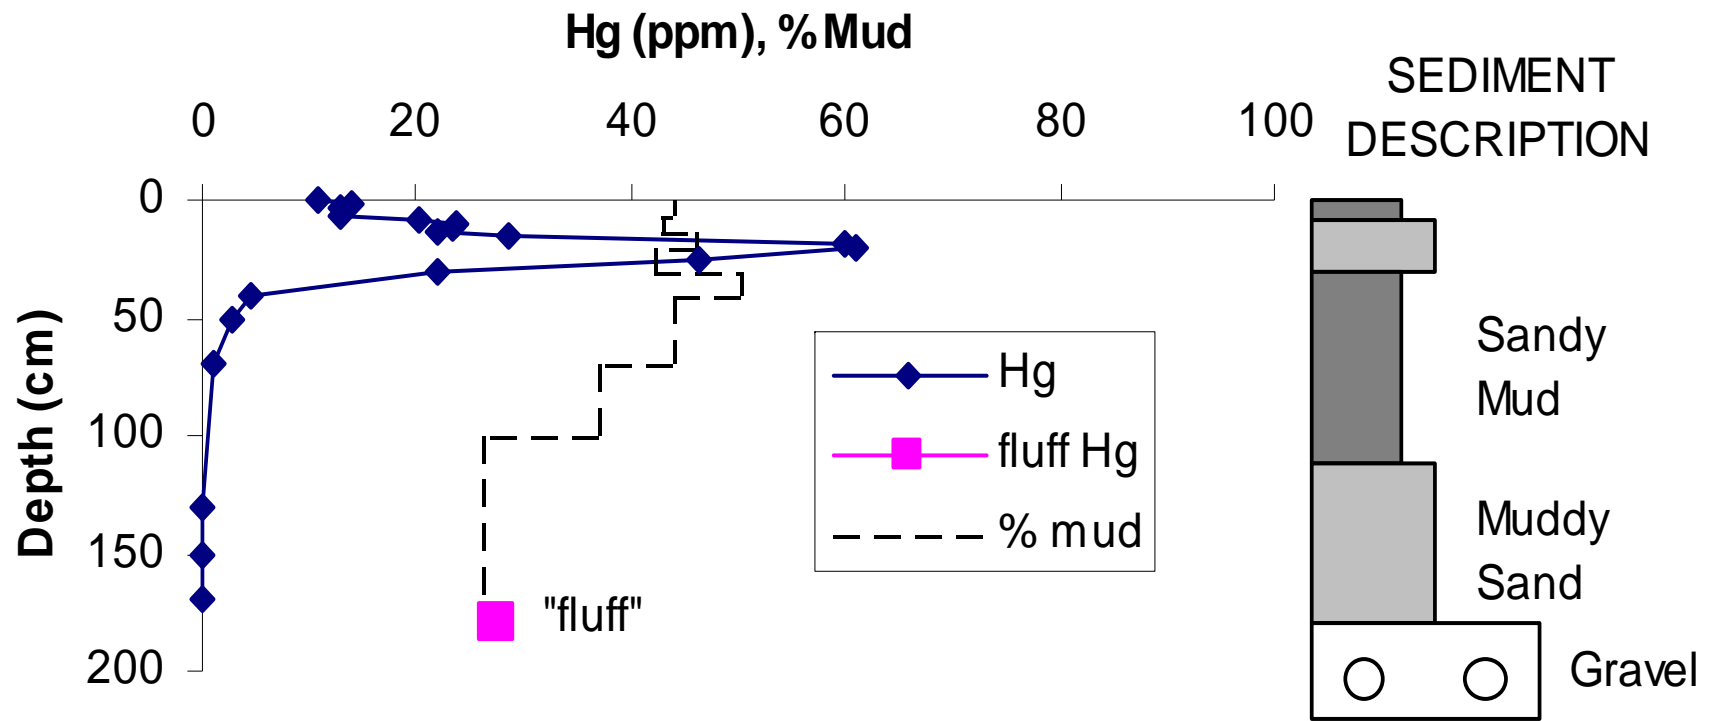 Hg (ppm), % Mud
0 20 40 60 80 100
SEDIMENT
DESCRIPTION
0
50
100
150
200
Depth (cm)
Hg
fluff Hg
% mud
"fluff"
Sandy
Mud
Muddy
Sand
Gravel